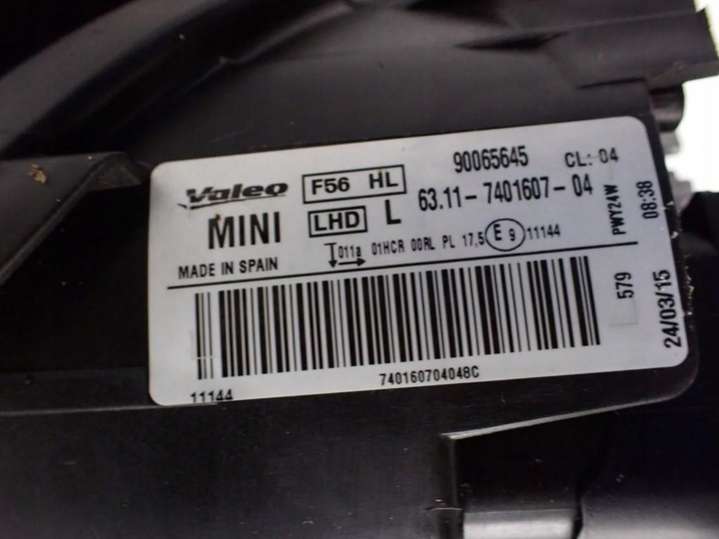 Valeo F56 HL 90065645 CL: 04
MINI LHD L 63.11-7401607-04
MADE IN SPAIN 011a 01HCR 00RL PL 17,5 E 9 11144
PWY24W 08:38
579 24/03/15
740160704048C
11144